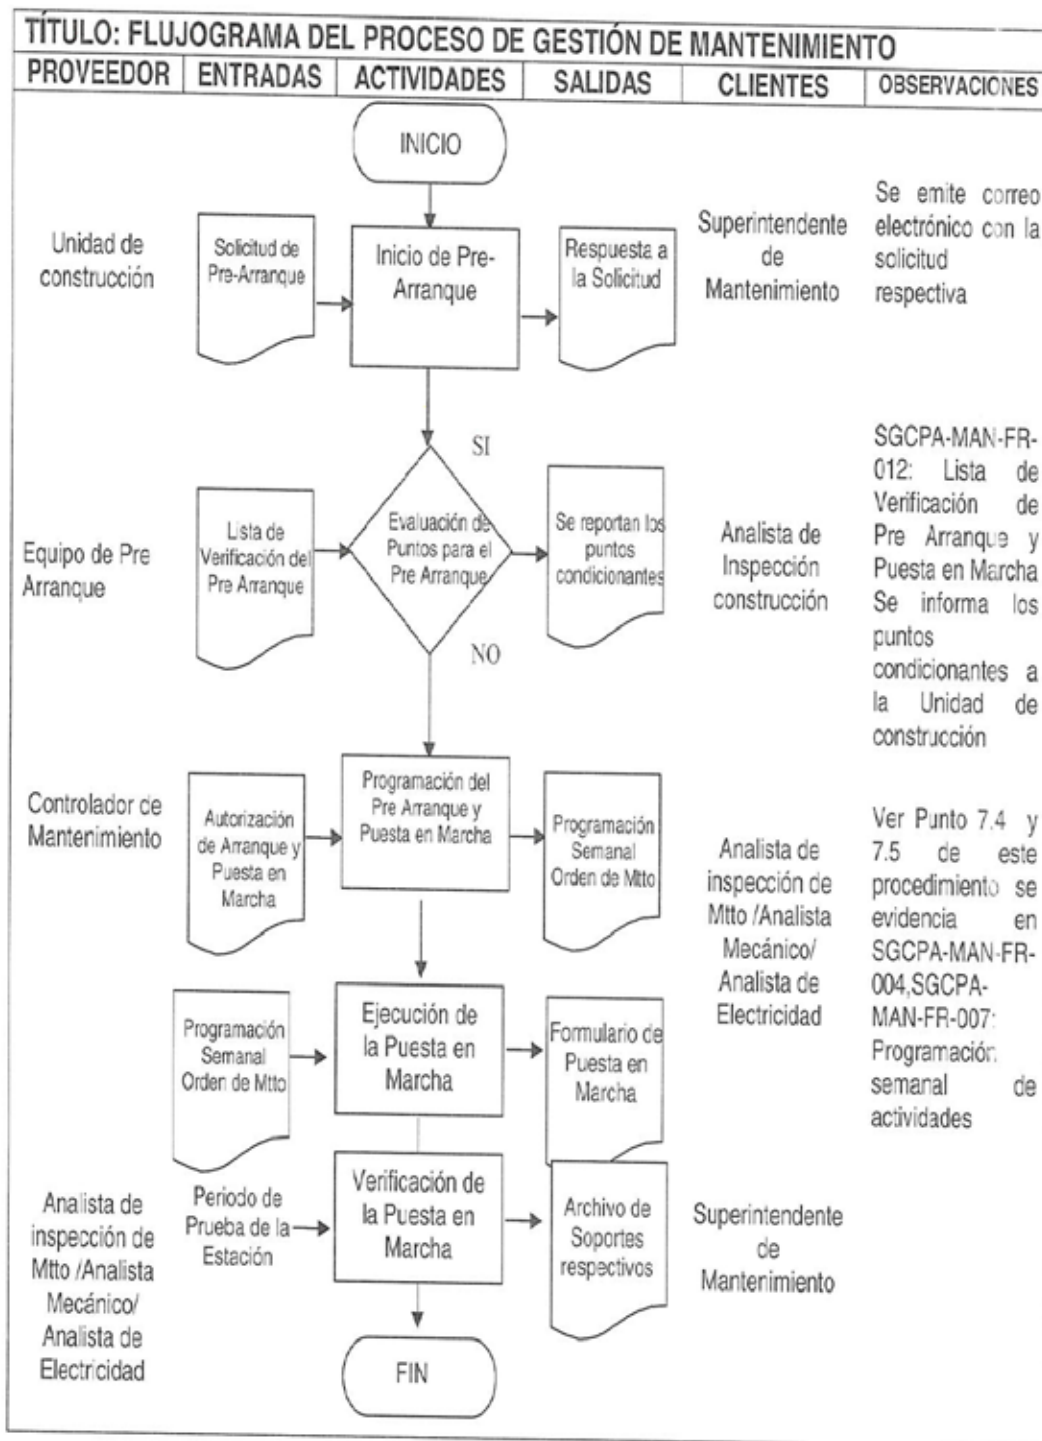 TÍTULO: FLUJOGRAMA DEL PROCESO DE GESTIÓN DE MANTENIMIENTO
PROVEEDOR ENTRADAS ACTIVIDADES SALIDAS CLIENTES OBSERVACIONES
INICIO
Unidad de
construcción
Solicitud de
Pre-Arranque
Inicio de Pre-
Arranque
Respuesta a
la Solicitud
Superintendente
de
Mantenimiento
Se emite correo
electrónico con la
solicitud
respectiva
SI
Equipo de Pre
Arranque
Lista de
Verificación del
Pre Arranque
Evaluación de
Puntos para el
Pre Arranque
Se reportan los
puntos
condicionantes
Analista de
Inspección
construcción
SGCPA-MAN-FR-
012: Lista de
Verificación de
Pre Arranque y
Puesta en Marcha
Se informa los
puntos
condicionantes a
la Unidad de
construcción
NO
Controlador de
Mantenimiento
Autorización
de Arranque y
Puesta en
Marcha
Programación del
Pre Arranque y
Puesta en Marcha
Programación
Semanal
Orden de Mtto
Analista de
inspección de
Mtto /Analista
Mecánico/
Analista de
Electricidad
Ver Punto 7.4 y
7.5 de este
procedimiento se
evidencia en
SGCPA-MAN-FR-
004,SGCPA-
MAN-FR-007:
Programación
semanal de
actividades
Programación
Semanal
Orden de Mtto
Ejecución de
la Puesta en
Marcha
Formulario de
Puesta en
Marcha
Analista de
inspección de
Mtto /Analista
Mecánico/
Analista de
Electricidad
Periodo de
Prueba de la
Estación
Verificación de
la Puesta en
Marcha
Archivo de
Soportes
respectivos
Superintendente
de
Mantenimiento
FIN